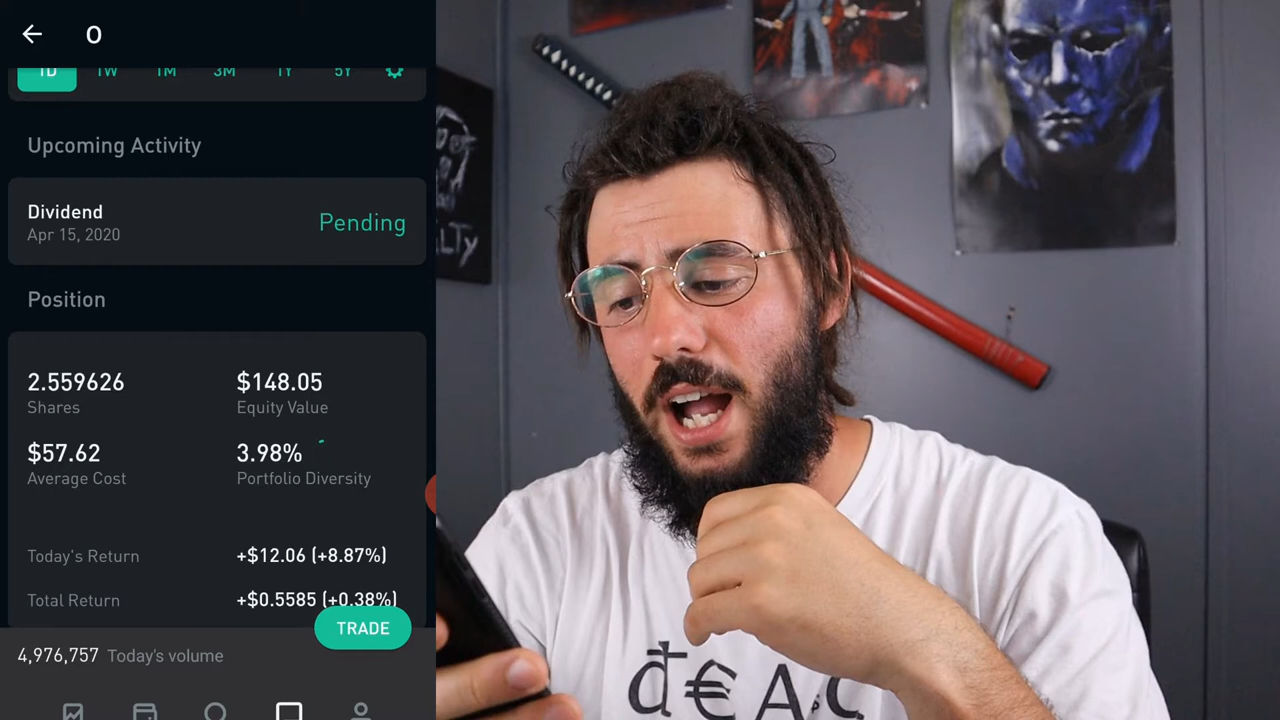 O
1D 1W 1M 3M 1Y 5Y
Upcoming Activity
Dividend
Apr 15, 2020
Pending
Position
2.559626
Shares
$148.05
Equity Value
$57.62
Average Cost
3.98%
Portfolio Diversity
Today's Return +$12.06 (+8.87%)
Total Return +$0.5585 (+0.38%)
TRADE
4,976,757 Today's volume
LTY